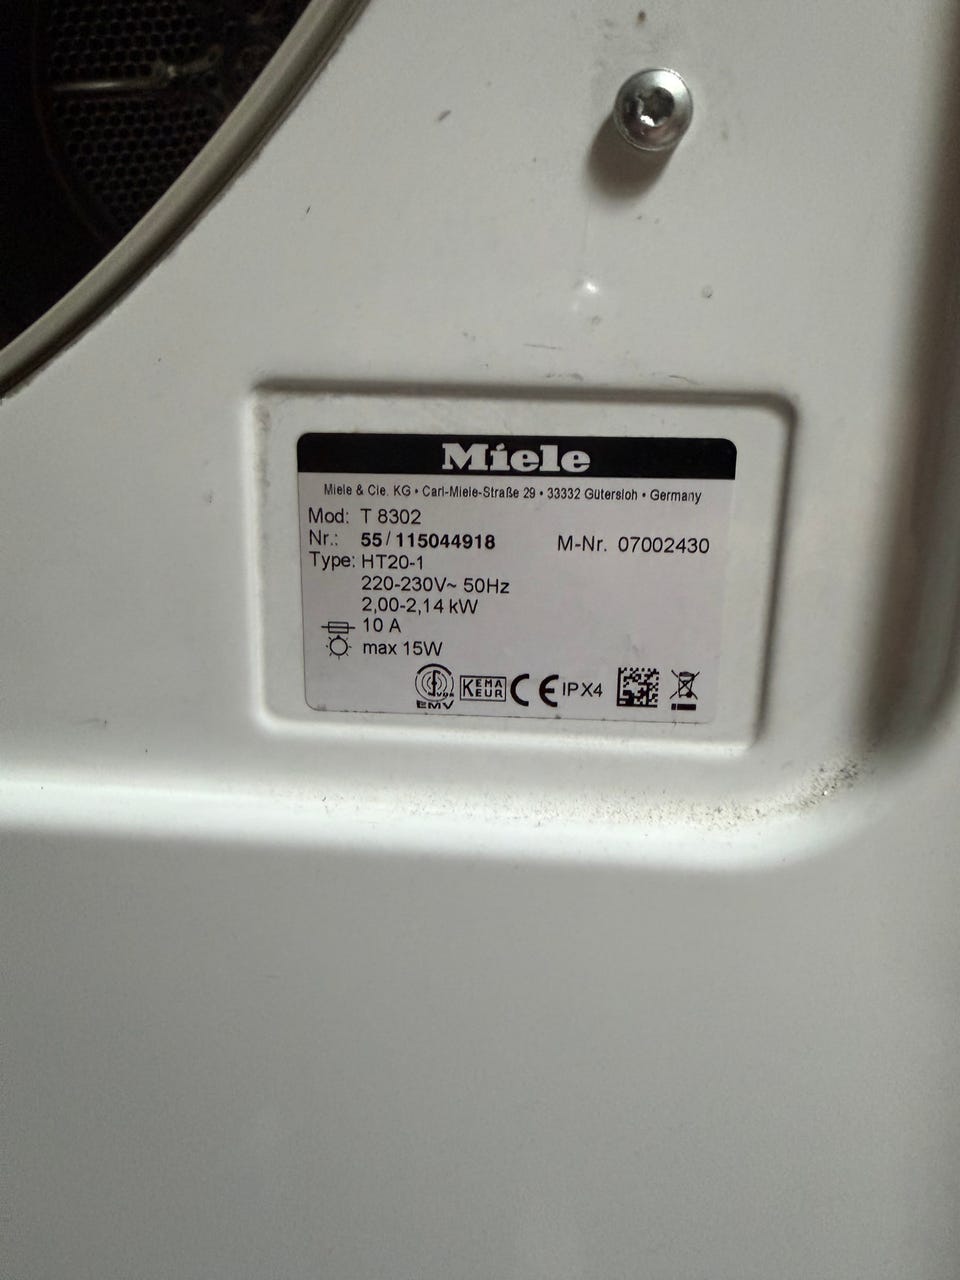 Miele
Miele & Cie. KG • Carl-Miele-Straße 29 • 33332 Gütersloh • Germany
Mod: T 8302
Nr.: 55 / 115044918 M-Nr. 07002430
Type: HT20-1
220-230V~ 50Hz
2,00-2,14 kW
10 A
max 15W
VDE
EMV
KEMA
KEUR
CE IPX4